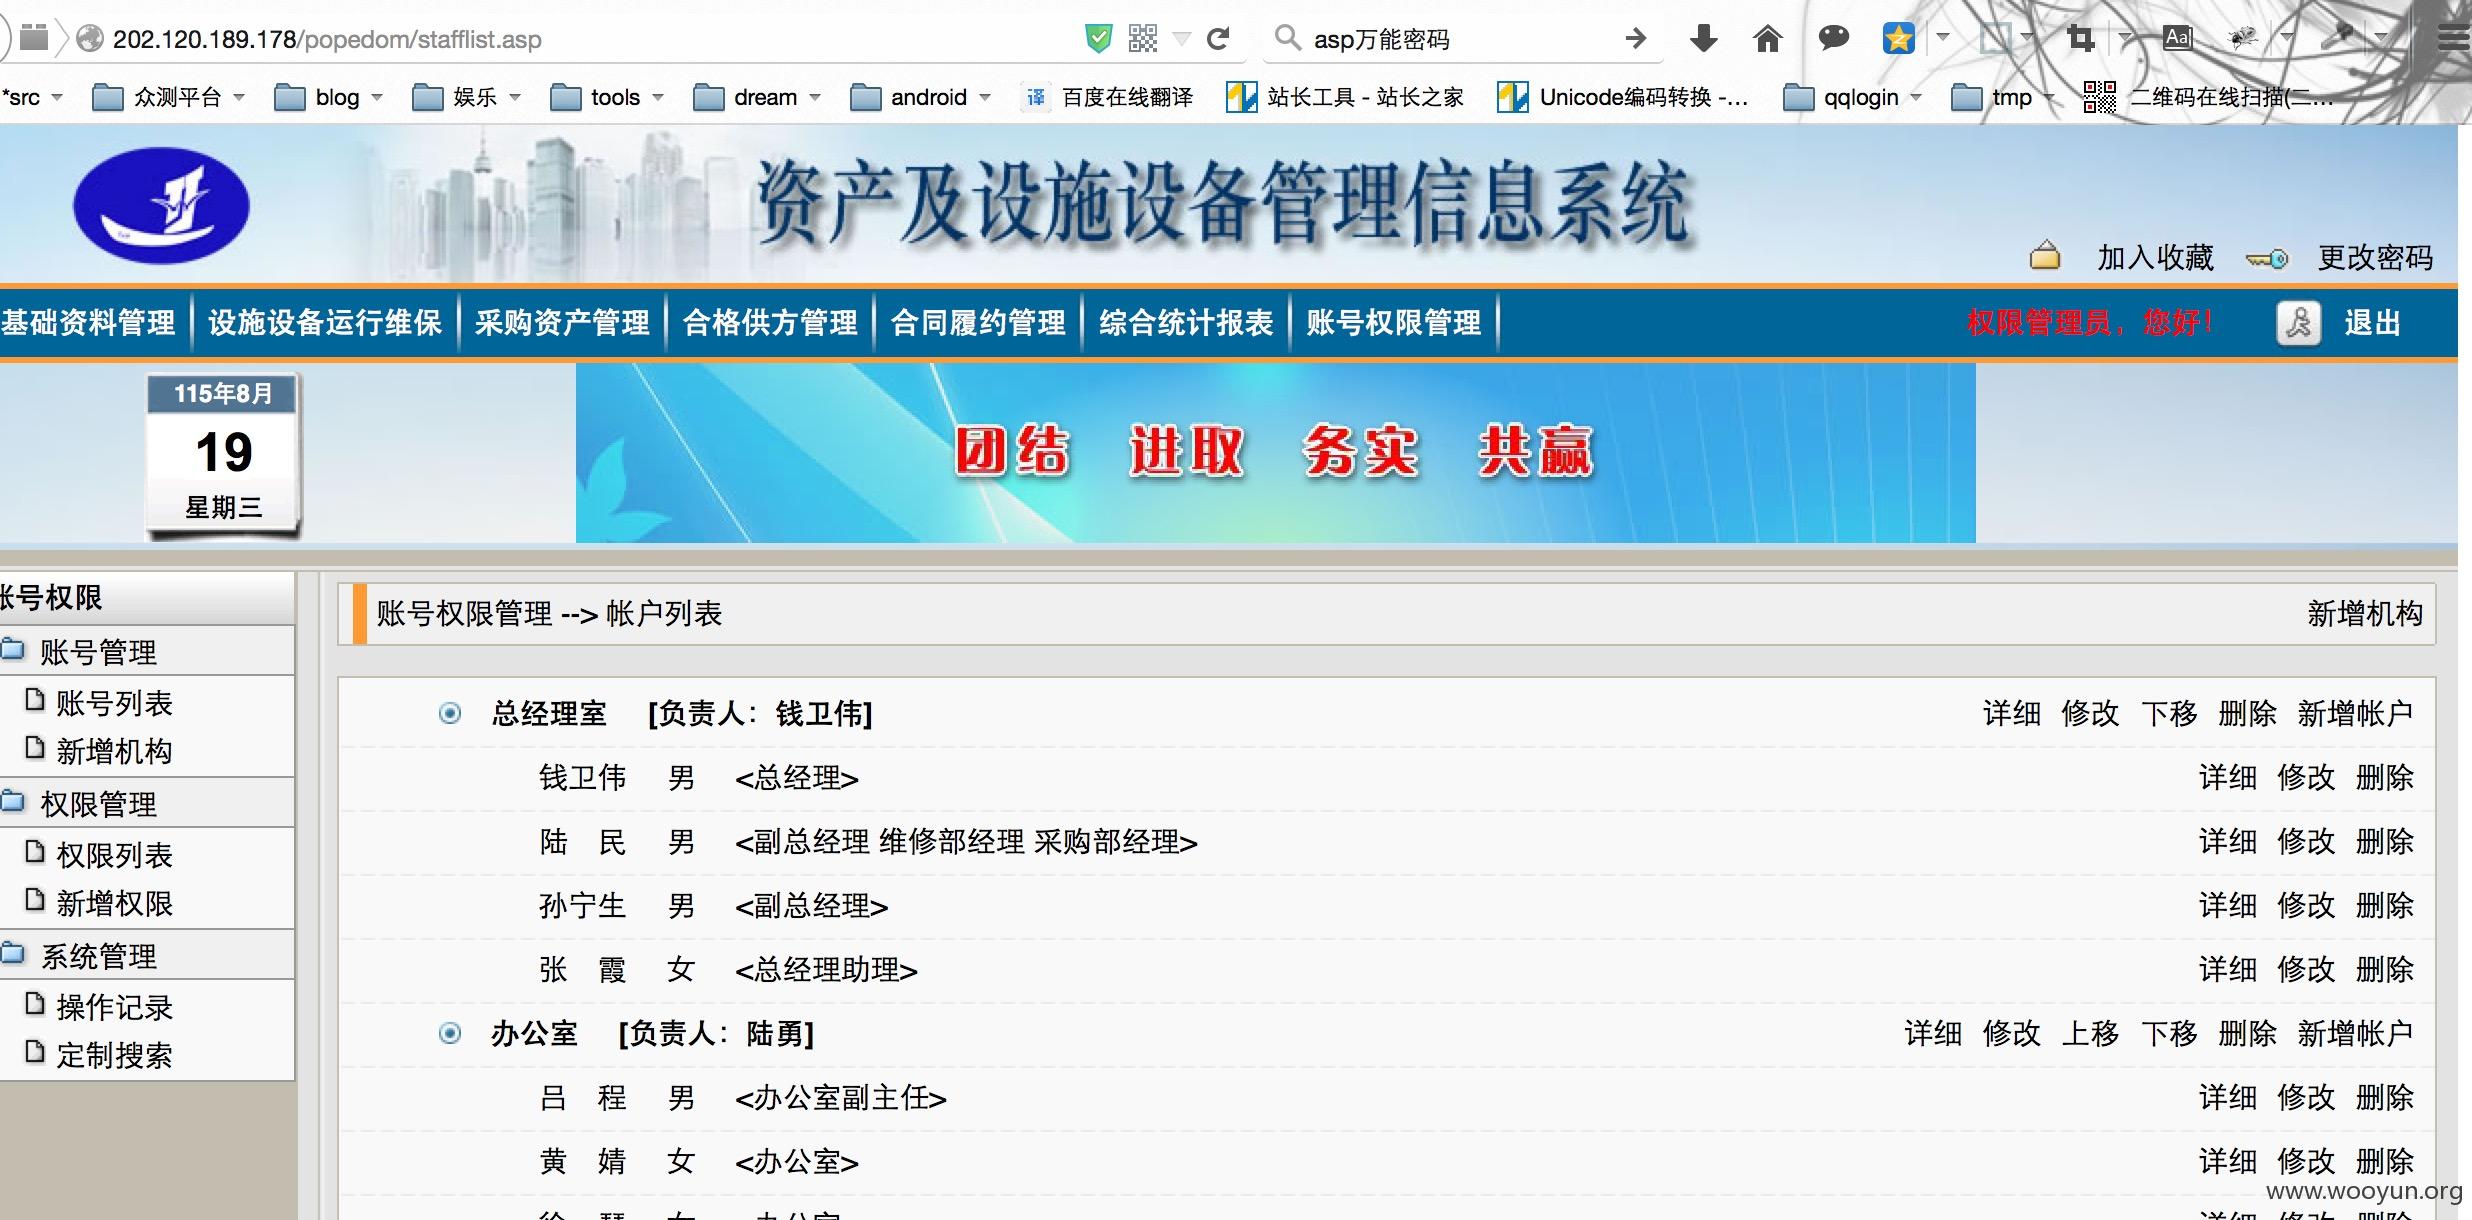 202.120.189.178/popedom/stafflist.asp
asp万能密码
*src 众测平台 blog 娱乐 tools dream android 译 百度在线翻译 站长工具 - 站长之家 Unicode编码转换 -... qqlogin tmp 二维码在线扫描(二...
资产及设施设备管理信息系统
加入收藏 更改密码
基础资料管理 设施设备运行维保 采购资产管理 合格供方管理 合同履约管理 综合统计报表 账号权限管理 权限管理员，您好! 退出
115年8月
19
星期三
团结 进取 务实 共赢
账号权限
账号管理
账号列表
新增机构
权限管理
权限列表
新增权限
系统管理
操作记录
定制搜索
账号权限管理 --> 帐户列表 新增机构
总经理室 [负责人：钱卫伟] 详细 修改 下移 删除 新增帐户
钱卫伟 男 <总经理> 详细 修改 删除
陆 民 男 <副总经理 维修部经理 采购部经理> 详细 修改 删除
孙宁生 男 <副总经理> 详细 修改 删除
张 霞 女 <总经理助理> 详细 修改 删除
办公室 [负责人：陆勇] 详细 修改 上移 下移 删除 新增帐户
吕 程 男 <办公室副主任> 详细 修改 删除
黄 婧 女 <办公室> 详细 修改 删除
www.wooyun.org